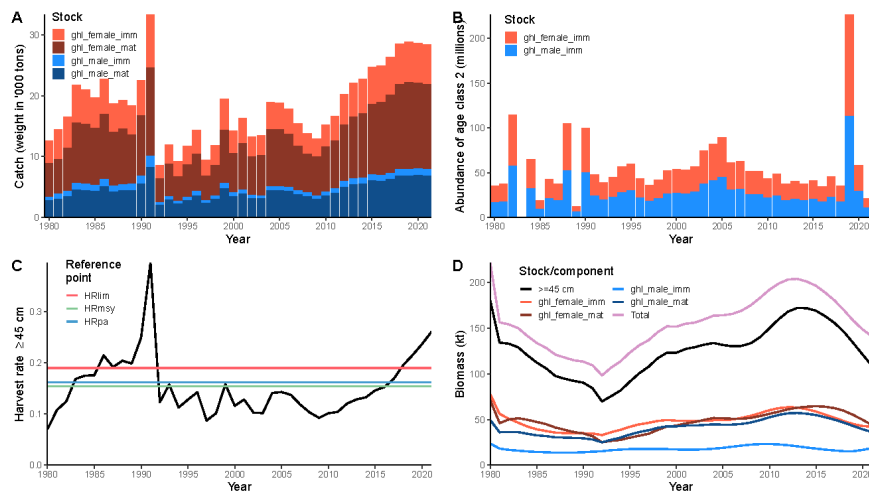 A
Stock
ghl_female_imm
ghl_female_mat
ghl_male_imm
ghl_male_mat
Catch (weight in '000 tons)
30
20
10
0
1980 1985 1990 1995 2000 2005 2010 2015 2020
Year
B
Stock
ghl_female_imm
ghl_male_imm
Abundance of age class 2 (millions)
200
150
100
50
0
1980 1985 1990 1995 2000 2005 2010 2015 2020
Year
C
Reference
point
HRlim
HRmsy
HRpa
Harvest rate ≥ 45 cm
0.3
0.2
0.1
0.0
1980 1985 1990 1995 2000 2005 2010 2015 2020
Year
D
Stock/component
>=45 cm
ghl_female_imm
ghl_female_mat
ghl_male_imm
ghl_male_mat
Total
Biomass (kt)
200
150
100
50
0
1980 1985 1990 1995 2000 2005 2010 2015 2020
Year